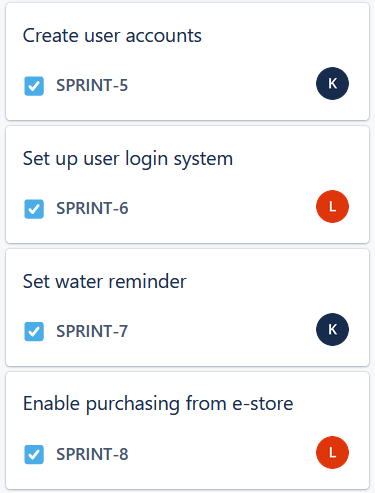 Create user accounts
SPRINT-5 K
Set up user login system
SPRINT-6 L
Set water reminder
SPRINT-7 K
Enable purchasing from e-store
SPRINT-8 L